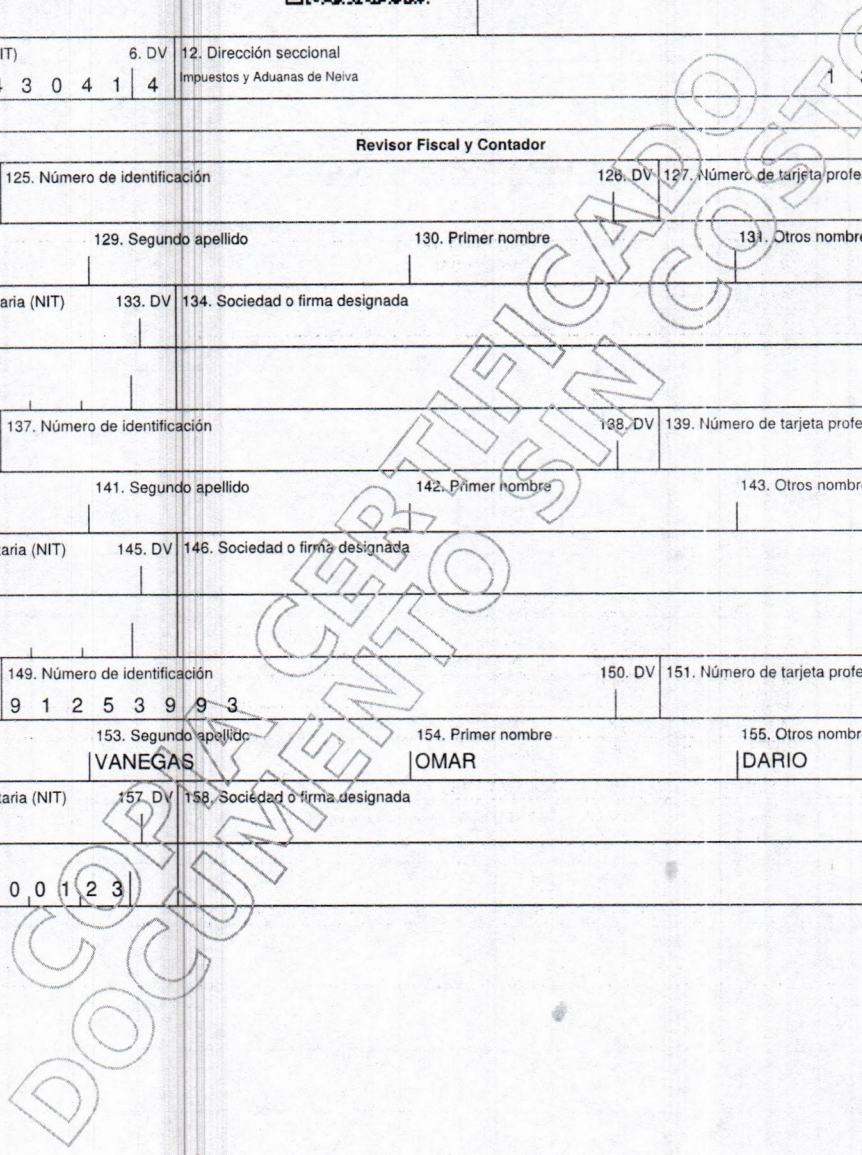 IT) 6. DV 12. Dirección seccional
3 0 4 1 4 Impuestos y Aduanas de Neiva 1
Revisor Fiscal y Contador
125. Número de identificación 126. DV 127. Número de tarjeta profe
129. Segundo apellido 130. Primer nombre 131. Otros nombre
aria (NIT) 133. DV 134. Sociedad o firma designada
137. Número de identificación 138. DV 139. Número de tarjeta profe
141. Segundo apellido 142. Primer nombre 143. Otros nombre
taria (NIT) 145. DV 146. Sociedad o firma designada
149. Número de identificación 150. DV 151. Número de tarjeta profe
9 1 2 5 3 9 9 3
153. Segundo apellido 154. Primer nombre 155. Otros nombre
VANEGAS OMAR DARIO
taria (NIT) 157. DV 158. Sociedad o firma designada
0 0 1 2 3
COPIA CERTIFICADO
DOCUMENTO SIN COSTO